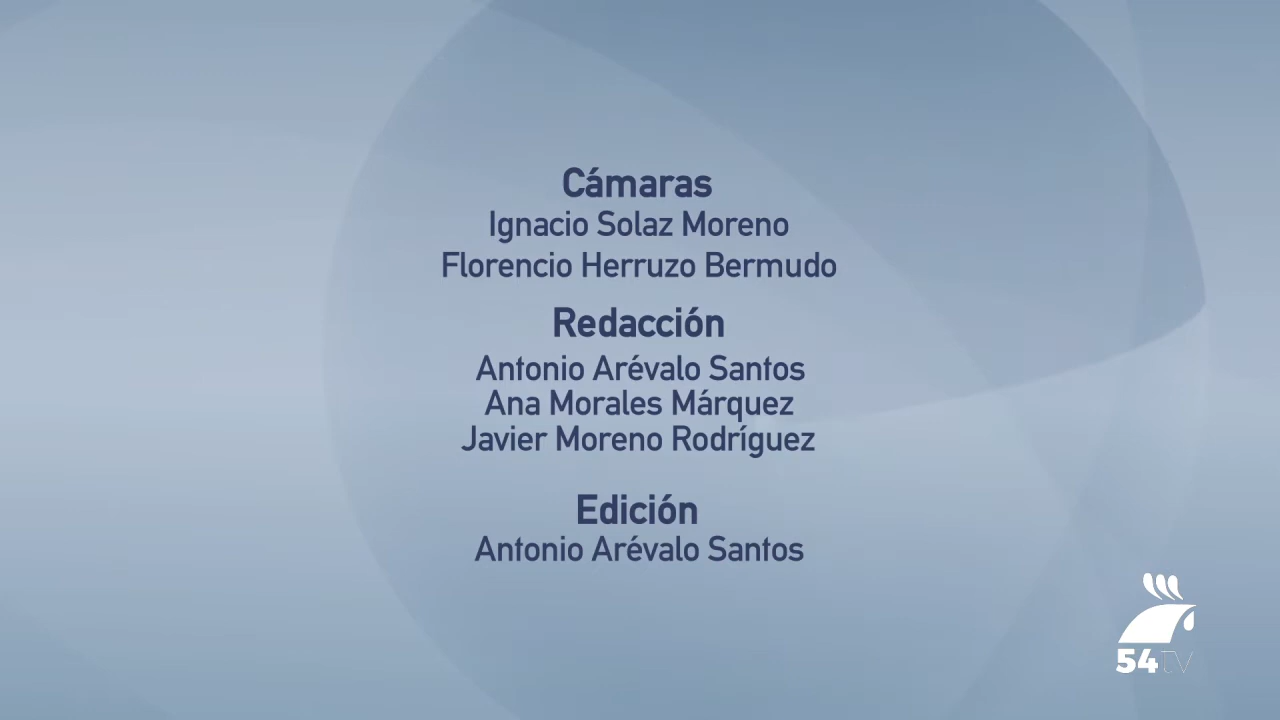 Cámaras
Ignacio Solaz Moreno
Florencio Herruzo Bermudo
Redacción
Antonio Arévalo Santos
Ana Morales Márquez
Javier Moreno Rodríguez
Edición
Antonio Arévalo Santos
54TV